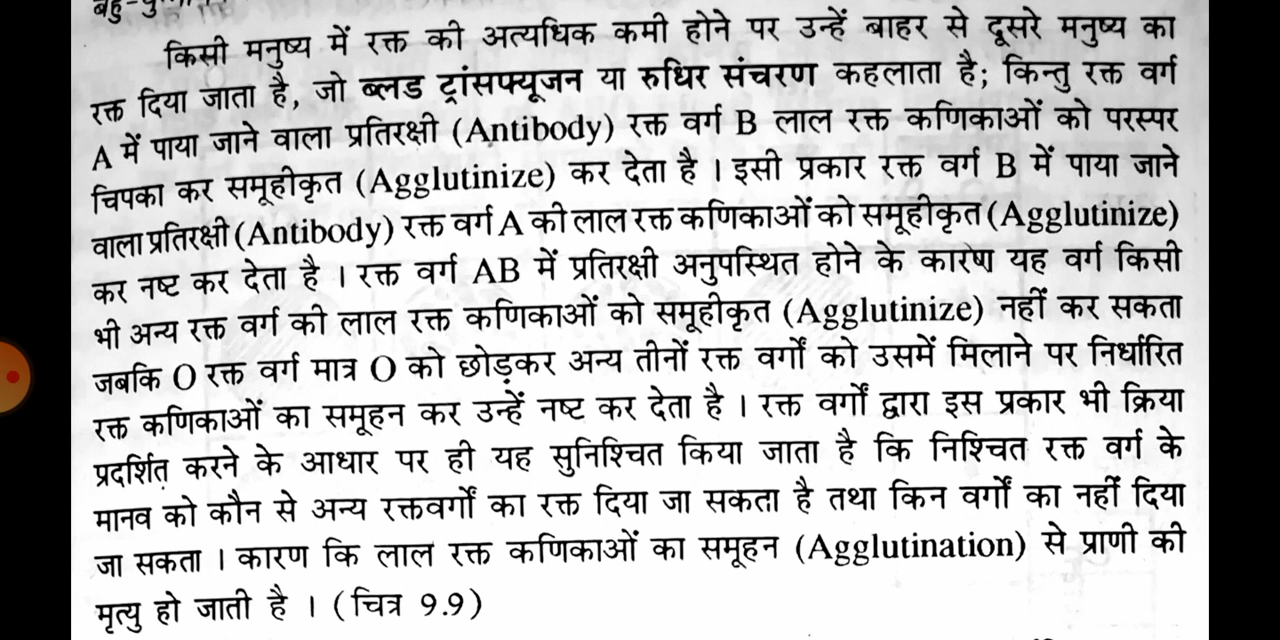 किसी मनुष्य में रक्त की अत्यधिक कमी होने पर उन्हें बाहर से दूसरे मनुष्य का
रक्त दिया जाता है, जो ब्लड ट्रांसफ्यूजन या रुधिर संचरण कहलाता है; किन्तु रक्त वर्ग
A में पाया जाने वाला प्रतिरक्षी (Antibody) रक्त वर्ग B लाल रक्त कणिकाओं को परस्पर
चिपका कर समूहीकृत (Agglutinize) कर देता है । इसी प्रकार रक्त वर्ग B में पाया जाने
वाला प्रतिरक्षी (Antibody) रक्त वर्ग A की लाल रक्त कणिकाओं को समूहीकृत (Agglutinize)
कर नष्ट कर देता है । रक्त वर्ग AB में प्रतिरक्षी अनुपस्थित होने के कारण यह वर्ग किसी
भी अन्य रक्त वर्ग की लाल रक्त कणिकाओं को समूहीकृत (Agglutinize) नहीं कर सकता
जबकि O रक्त वर्ग मात्र O को छोड़कर अन्य तीनों रक्त वर्गों को उसमें मिलाने पर निर्धारित
रक्त कणिकाओं का समूहन कर उन्हें नष्ट कर देता है । रक्त वर्गों द्वारा इस प्रकार भी क्रिया
प्रदर्शित करने के आधार पर ही यह सुनिश्चित किया जाता है कि निश्चित रक्त वर्ग के
मानव को कौन से अन्य रक्तवर्गों का रक्त दिया जा सकता है तथा किन वर्गों का नहीं दिया
जा सकता । कारण कि लाल रक्त कणिकाओं का समूहन (Agglutination) से प्राणी की
मृत्यु हो जाती है । (चित्र 9.9)